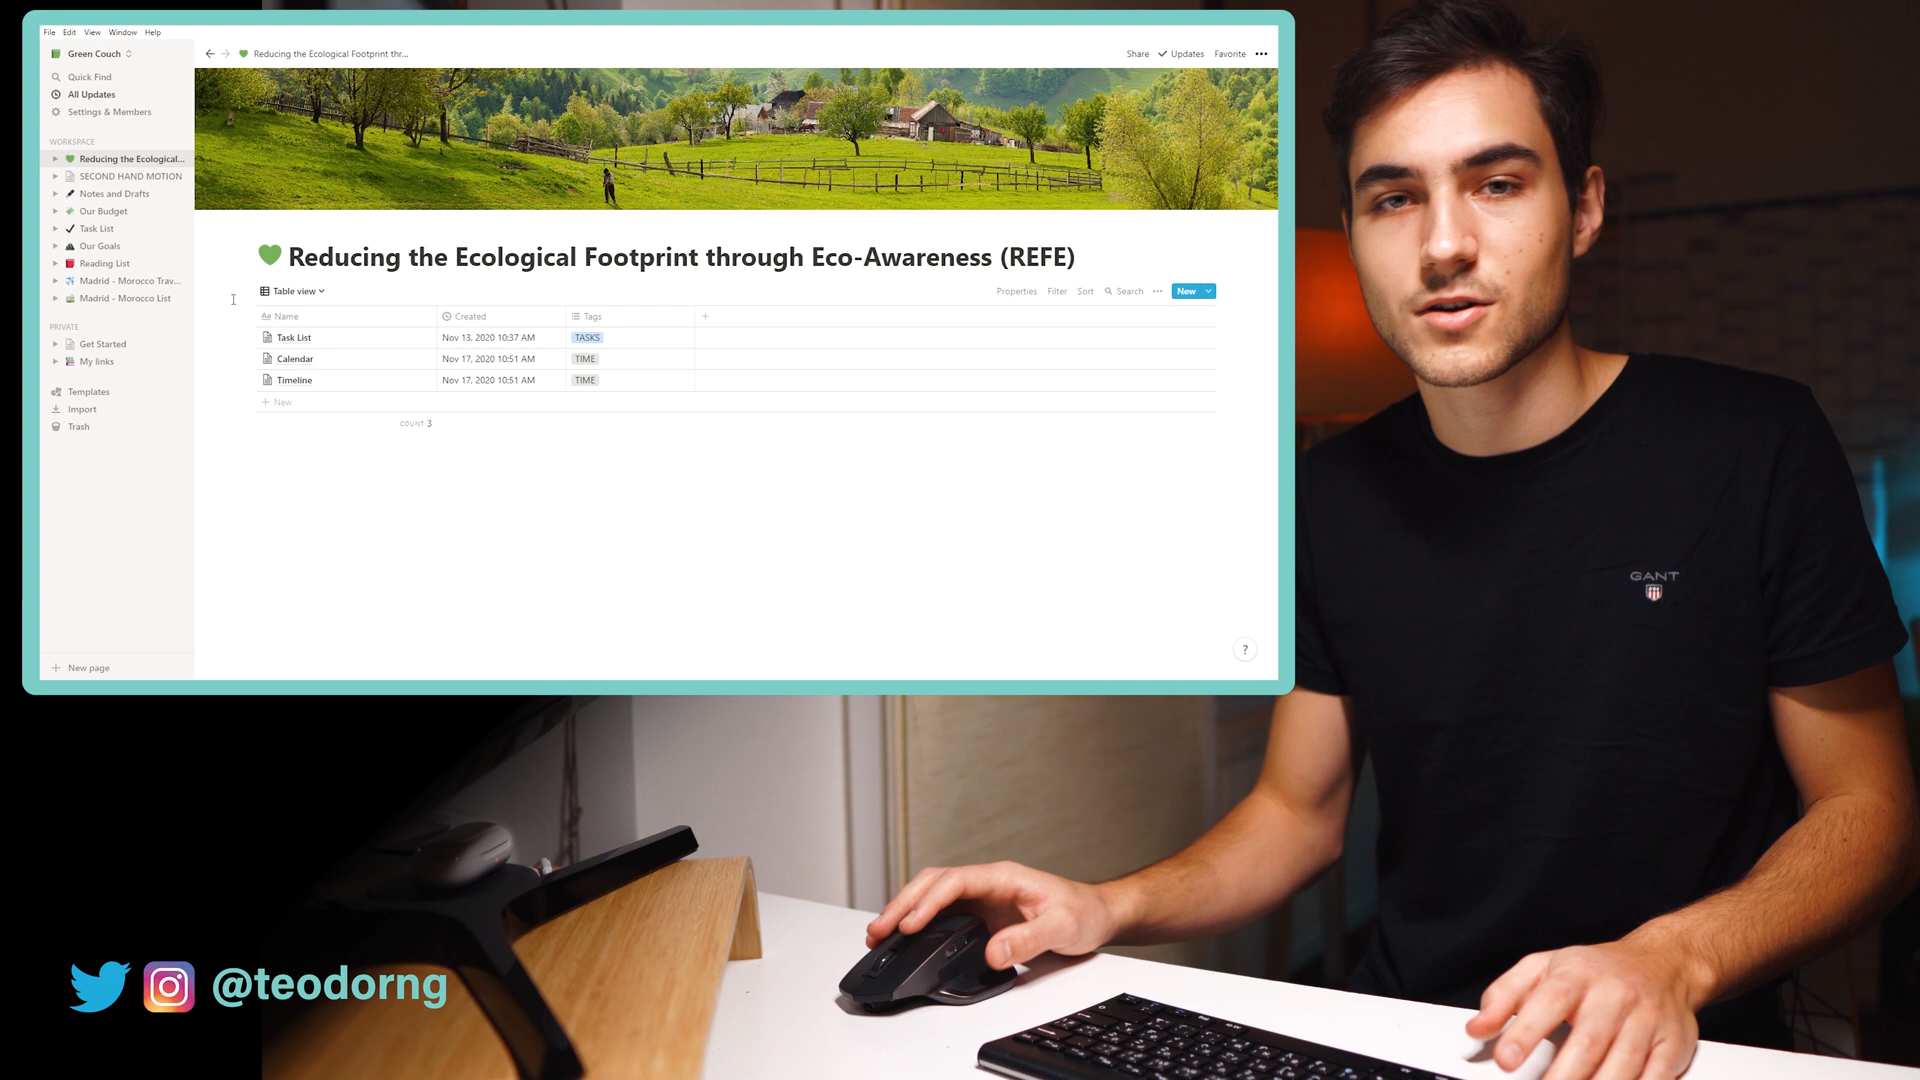 File Edit View Window Help
Green Couch
Quick Find
All Updates
Settings & Members
WORKSPACE
Reducing the Ecological...
SECOND HAND MOTION
Notes and Drafts
Our Budget
Task List
Our Goals
Reading List
Madrid - Morocco Trav...
Madrid - Morocco List
PRIVATE
Get Started
My links
Templates
Import
Trash
New page
Reducing the Ecological Footprint thr...
Share Updates Favorite
Reducing the Ecological Footprint through Eco-Awareness (REFE)
Table view Properties Filter Sort Search New
Name Created Tags
Task List Nov 13, 2020 10:37 AM TASKS
Calendar Nov 17, 2020 10:51 AM TIME
Timeline Nov 17, 2020 10:51 AM TIME
+ New
COUNT 3
?
GANT
@teodorng